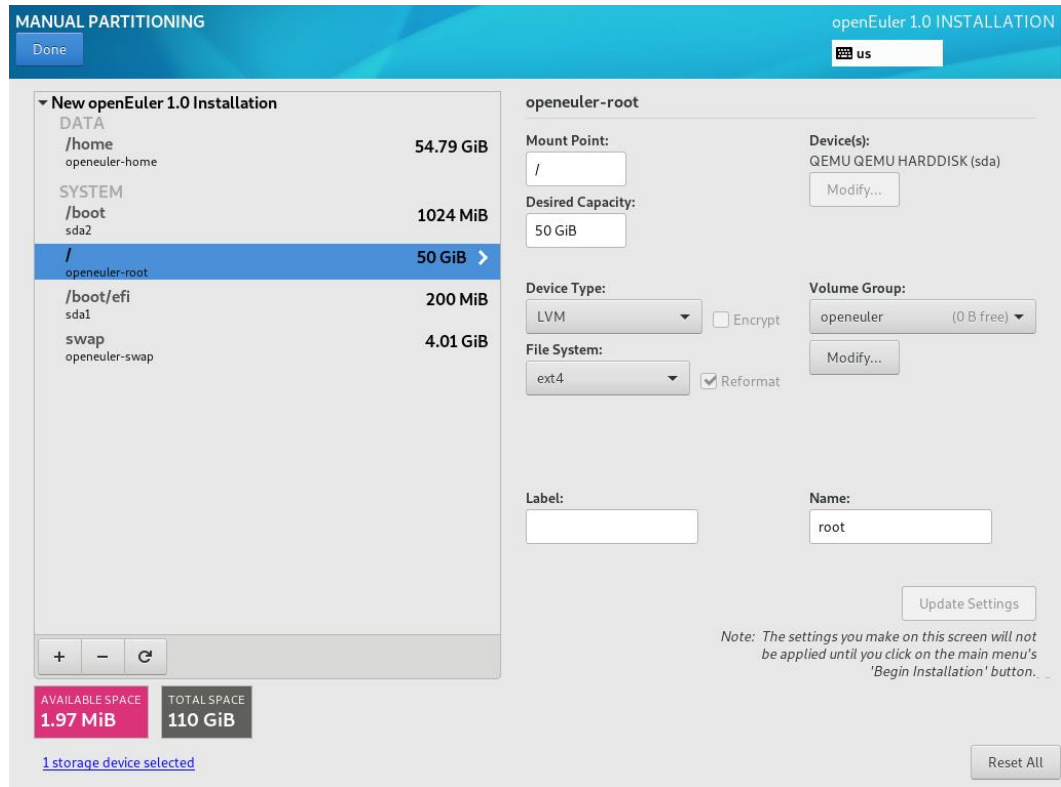 MANUAL PARTITIONING
openEuler 1.0 INSTALLATION
Done
us
New openEuler 1.0 Installation
DATA
/home
54.79 GiB
openeuler-home
SYSTEM
/boot
1024 MiB
sda2
/
50 GiB
openeuler-root
/boot/efi
200 MiB
sda1
swap
4.01 GiB
openeuler-swap
+ −
AVAILABLE SPACE
1.97 MiB
TOTAL SPACE
110 GiB
1 storage device selected
openeuler-root
Mount Point:
/
Device(s):
QEMU QEMU HARDDISK (sda)
Modify...
Desired Capacity:
50 GiB
Device Type:
LVM
Encrypt
Volume Group:
openeuler (0 B free)
Modify...
File System:
ext4
Reformat
Label:
Name:
root
Update Settings
Note: The settings you make on this screen will not
be applied until you click on the main menu's
'Begin Installation' button.
Reset All